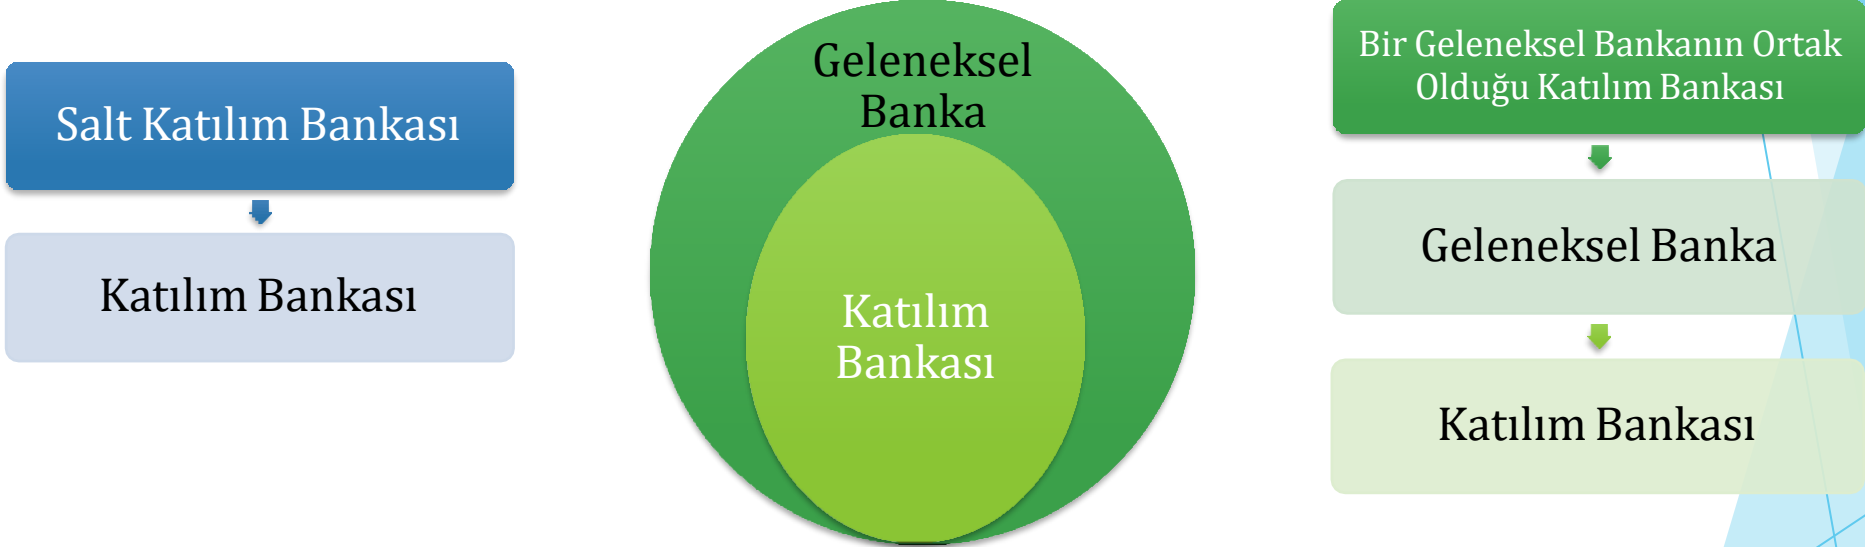 Salt Katılım Bankası
Katılım Bankası
Geleneksel
Banka
Katılım
Bankası
Bir Geleneksel Bankanın Ortak
Olduğu Katılım Bankası
Geleneksel Banka
Katılım Bankası